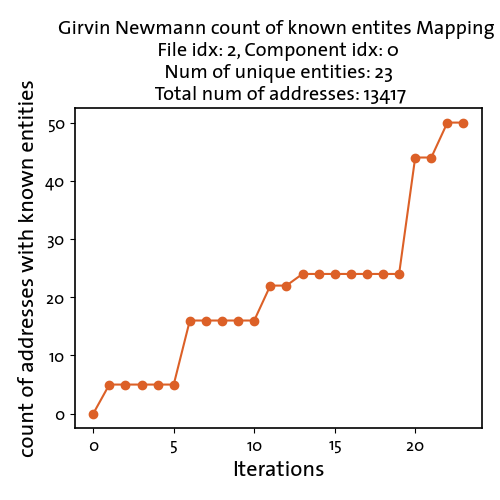 Girvin Newmann count of known entites Mapping
File idx: 2, Component idx: 0
Num of unique entities: 23
Total num of addresses: 13417
count of addresses with known entities
50
40
30
20
10
0
0 5 10 15 20
Iterations